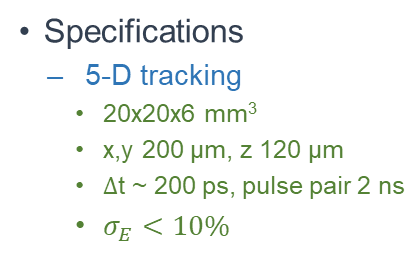 • Specifications
– 5-D tracking
• 20x20x6 mm³
• x,y 200 µm, z 120 µm
• Δt ~ 200 ps, pulse pair 2 ns
• σ_E < 10%